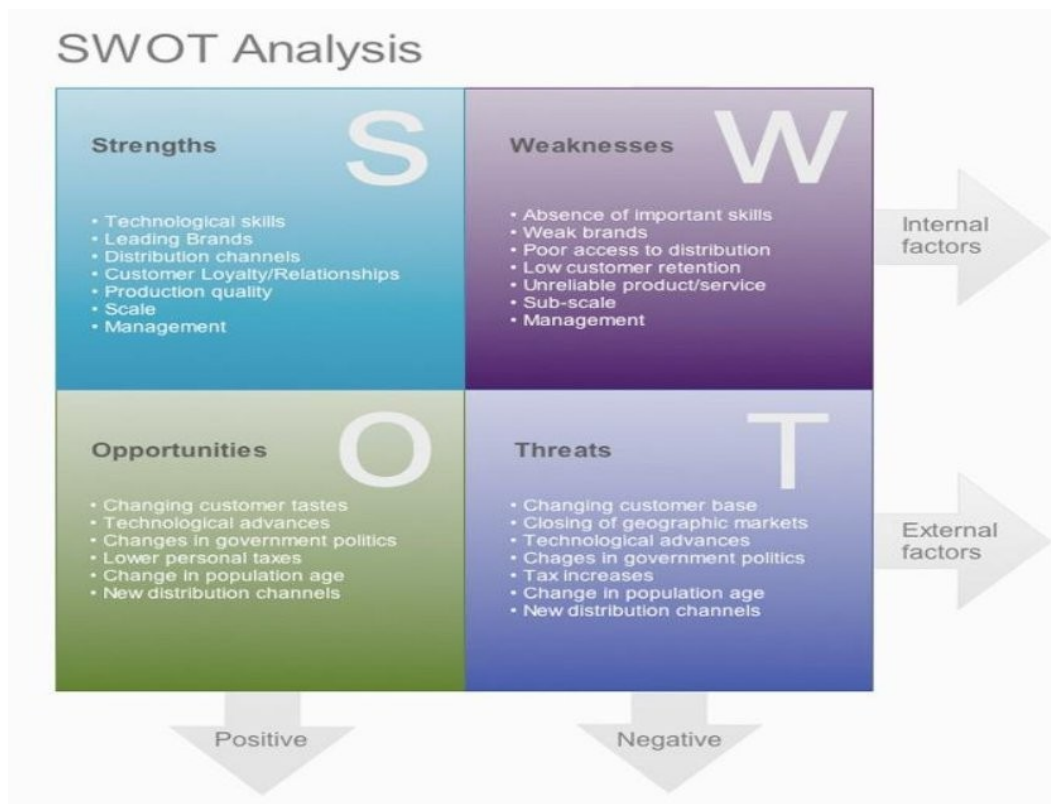 SWOT Analysis
S
Strengths
• Technological skills
• Leading Brands
• Distribution channels
• Customer Loyalty/Relationships
• Production quality
• Scale
• Management
W
Weaknesses
• Absence of important skills
• Weak brands
• Poor access to distribution
• Low customer retention
• Unreliable product/service
• Sub-scale
• Management
Internal
factors
O
Opportunities
• Changing customer tastes
• Technological advances
• Changes in government politics
• Lower personal taxes
• Change in population age
• New distribution channels
T
Threats
• Changing customer base
• Closing of geographic markets
• Technological advances
• Chages in government politics
• Tax increases
• Change in population age
• New distribution channels
External
factors
Positive
Negative